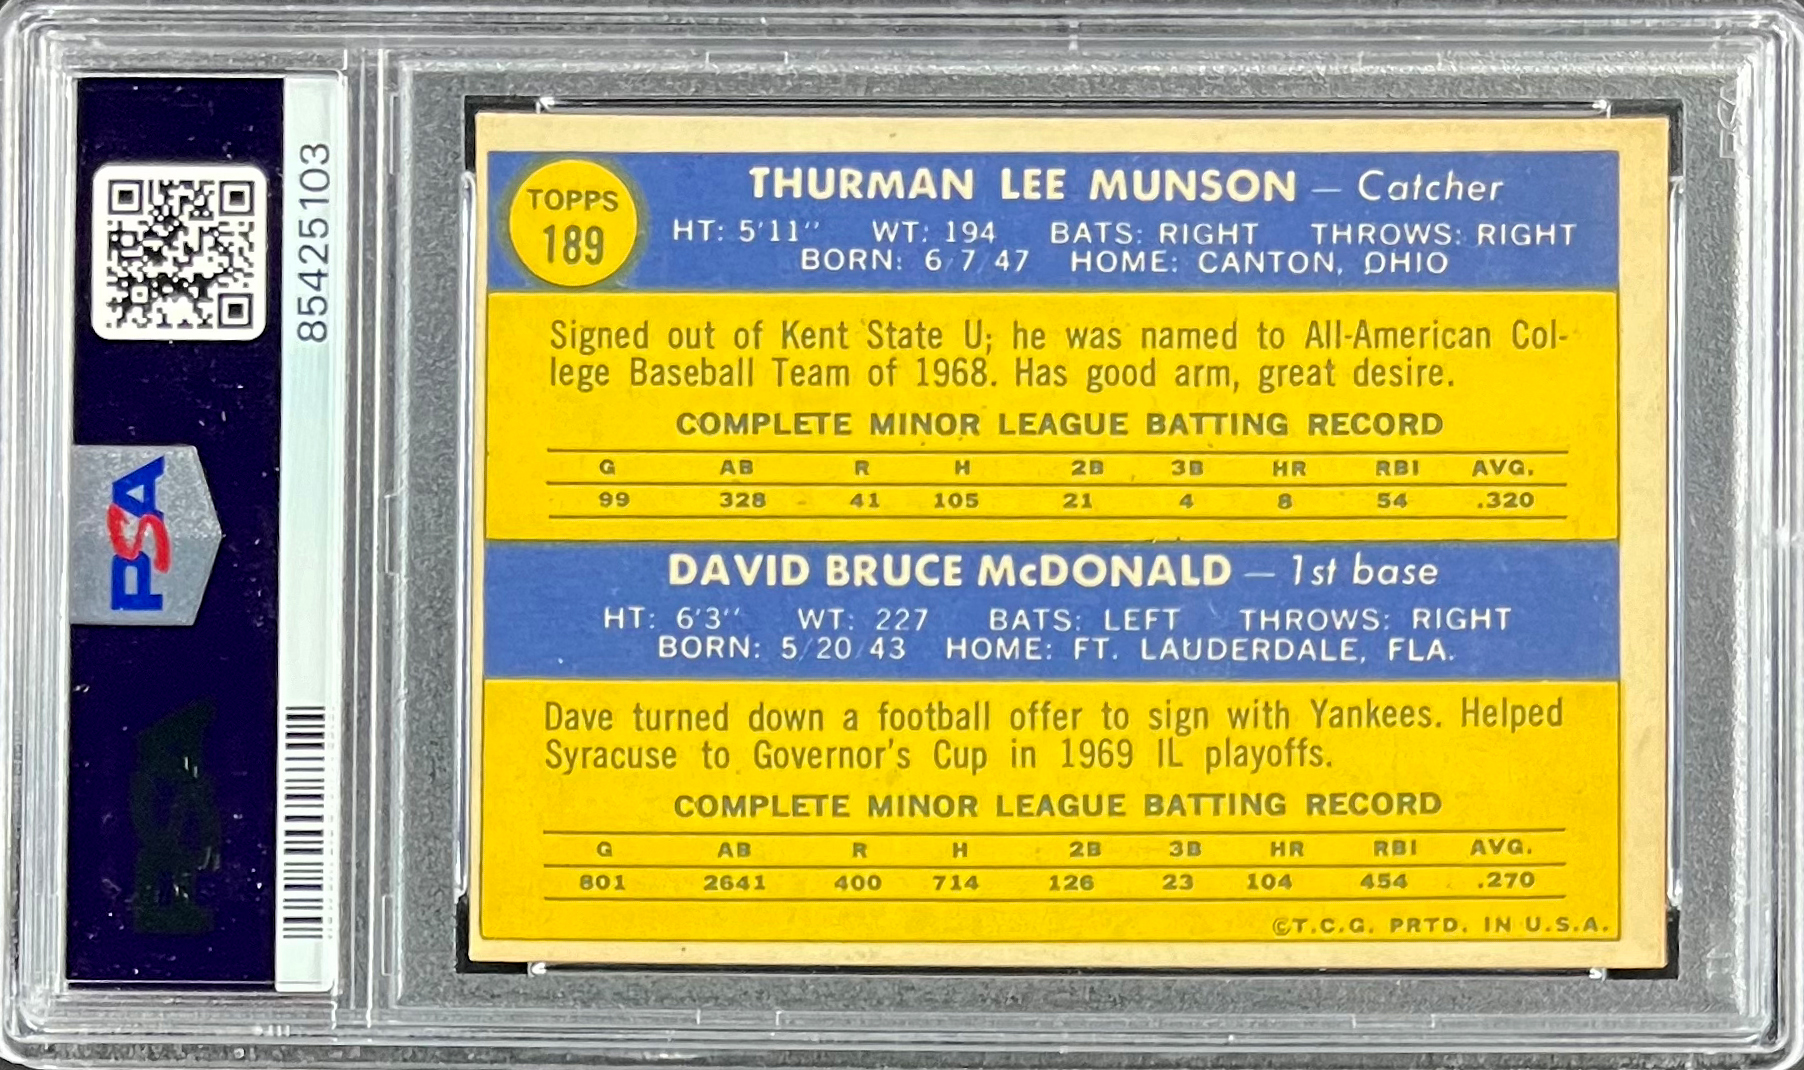 85425103
PSA
TOPPS
189
THURMAN LEE MUNSON — Catcher
HT: 5'11" WT: 194 BATS: RIGHT THROWS: RIGHT
BORN: 6/7/47 HOME: CANTON, OHIO
Signed out of Kent State U; he was named to All-American Col-
lege Baseball Team of 1968. Has good arm, great desire.
COMPLETE MINOR LEAGUE BATTING RECORD
G AB R H 2B 3B HR RBI AVG.
99 328 41 105 21 4 8 54 .320
DAVID BRUCE McDONALD — 1st base
HT: 6'3" WT: 227 BATS: LEFT THROWS: RIGHT
BORN: 5/20/43 HOME: FT. LAUDERDALE, FLA.
Dave turned down a football offer to sign with Yankees. Helped
Syracuse to Governor's Cup in 1969 IL playoffs.
COMPLETE MINOR LEAGUE BATTING RECORD
G AB R H 2B 3B HR RBI AVG.
801 2641 400 714 126 23 104 454 .270
©T.C.G. PRTD. IN U.S.A.